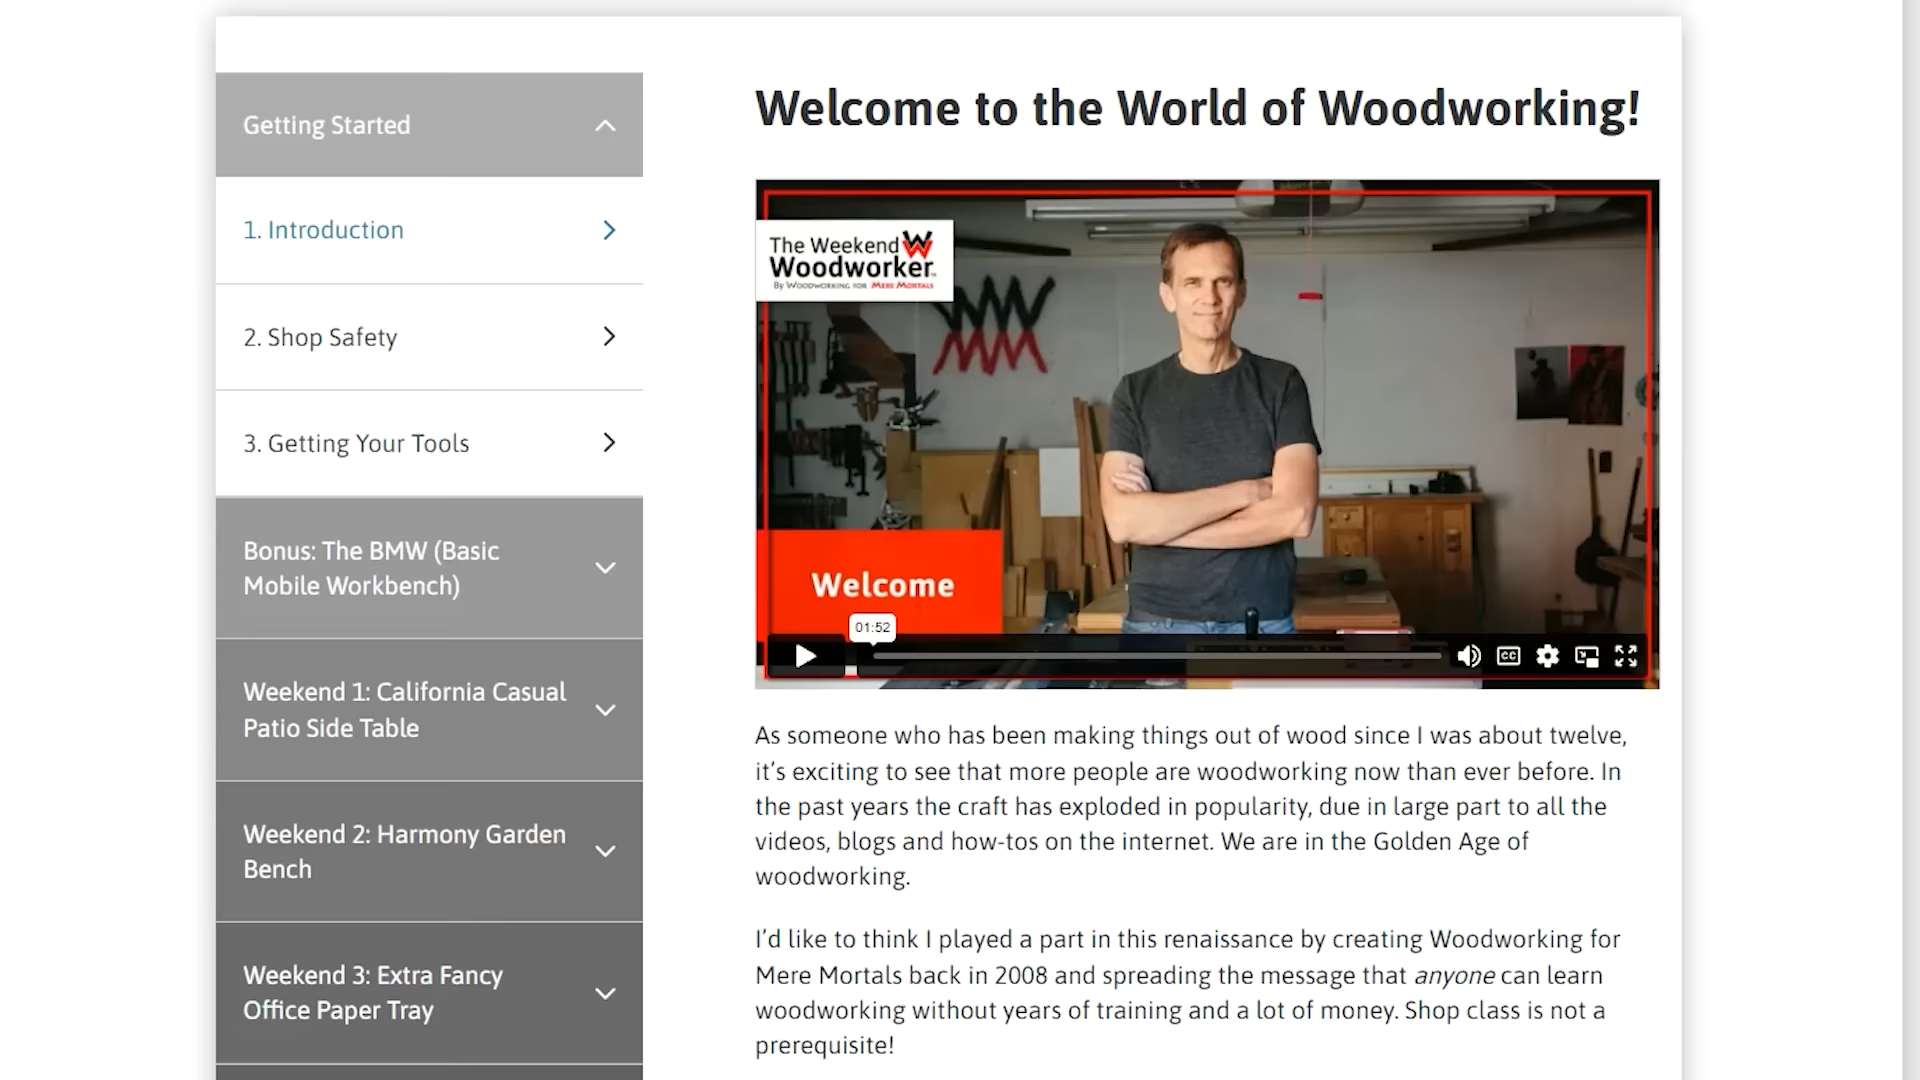 Getting Started
1. Introduction
2. Shop Safety
3. Getting Your Tools
Bonus: The BMW (Basic
Mobile Workbench)
Weekend 1: California Casual
Patio Side Table
Weekend 2: Harmony Garden
Bench
Weekend 3: Extra Fancy
Office Paper Tray
Welcome to the World of Woodworking!
The Weekend W
Woodworker™
By Woodworking for Mere Mortals
Welcome
01:52
CC
As someone who has been making things out of wood since I was about twelve,
it’s exciting to see that more people are woodworking now than ever before. In
the past years the craft has exploded in popularity, due in large part to all the
videos, blogs and how-tos on the internet. We are in the Golden Age of
woodworking.
I’d like to think I played a part in this renaissance by creating Woodworking for
Mere Mortals back in 2008 and spreading the message that anyone can learn
woodworking without years of training and a lot of money. Shop class is not a
prerequisite!